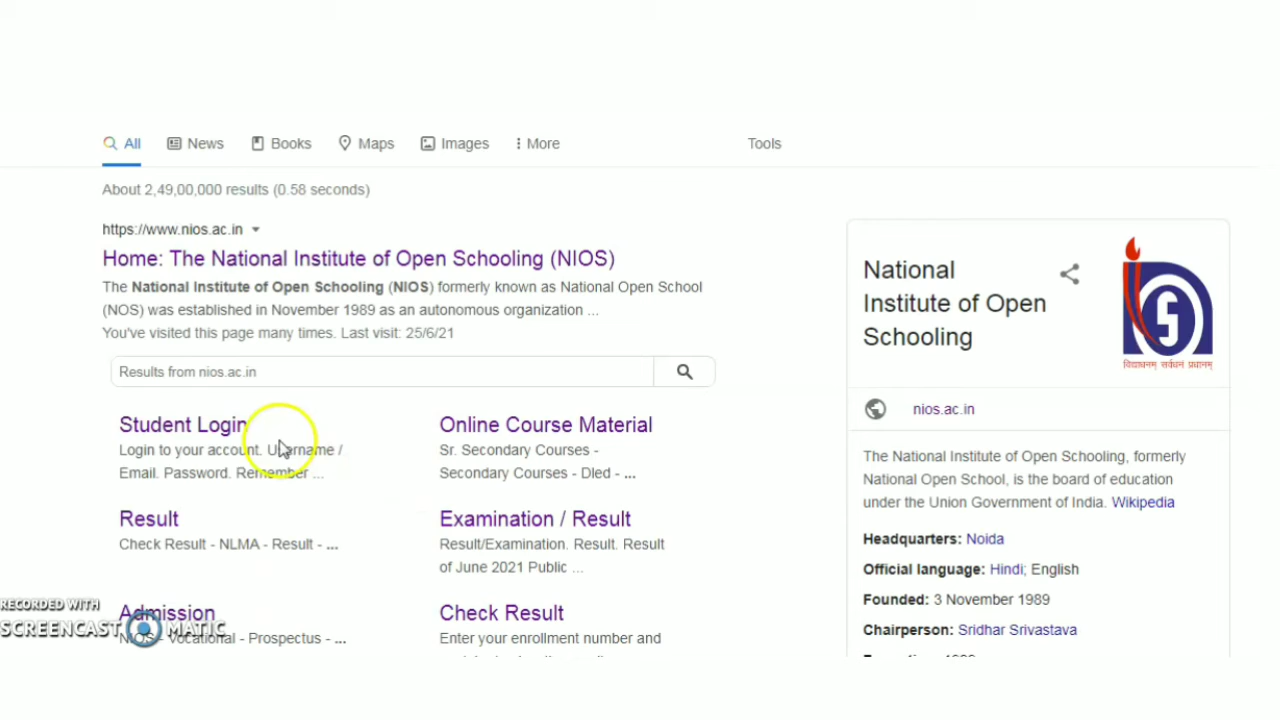 All News Books Maps Images More Tools
About 2,49,00,000 results (0.58 seconds)
https://www.nios.ac.in
Home: The National Institute of Open Schooling (NIOS)
The National Institute of Open Schooling (NIOS) formerly known as National Open School
(NOS) was established in November 1989 as an autonomous organization ...
You've visited this page many times. Last visit: 25/6/21
Results from nios.ac.in
Student Login
Login to your account. Username /
Email. Password. Remember ...
Online Course Material
Sr. Secondary Courses -
Secondary Courses - Dled - ...
Result
Check Result - NLMA - Result - ...
Examination / Result
Result/Examination. Result. Result
of June 2021 Public ...
Admission
NIOS - Vocational - Prospectus - ...
Check Result
Enter your enrollment number and
National
Institute of Open
Schooling
विद्याधनम् सर्वधनं प्रधानम्
nios.ac.in
The National Institute of Open Schooling, formerly
National Open School, is the board of education
under the Union Government of India. Wikipedia
Headquarters: Noida
Official language: Hindi; English
Founded: 3 November 1989
Chairperson: Sridhar Srivastava
RECORDED WITH
SCREENCAST MATIC